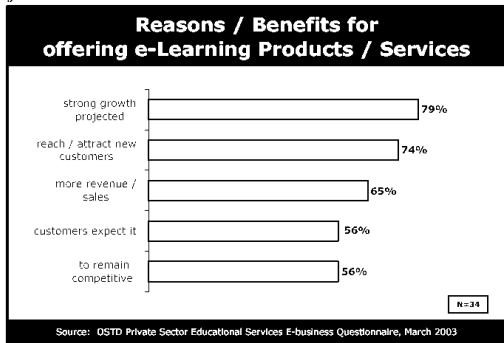 Reasons / Benefits for
offering e-Learning Products / Services
strong growth
projected
79%
reach / attract new
customers
74%
more revenue /
sales
65%
customers expect it
56%
to remain
competitive
56%
N=34
Source: OSTD Private Sector Educational Services E-business Questionnaire, March 2003